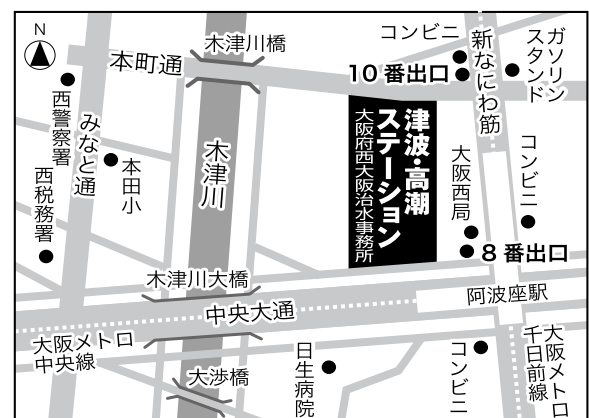 N
木津川橋
本町通
コンビニ
10番出口
新なにわ筋
ガソリン
スタンド
西警察署
みなと通
本田小
西税務署
木津川
津波・高潮
ステーション
大阪府西大阪治水事務所
大阪西局
コンビニ
8番出口
木津川大橋
中央大通
阿波座駅
大阪メトロ
中央線
大渉橋
日生病院
コンビニ
大阪メトロ
千日前線